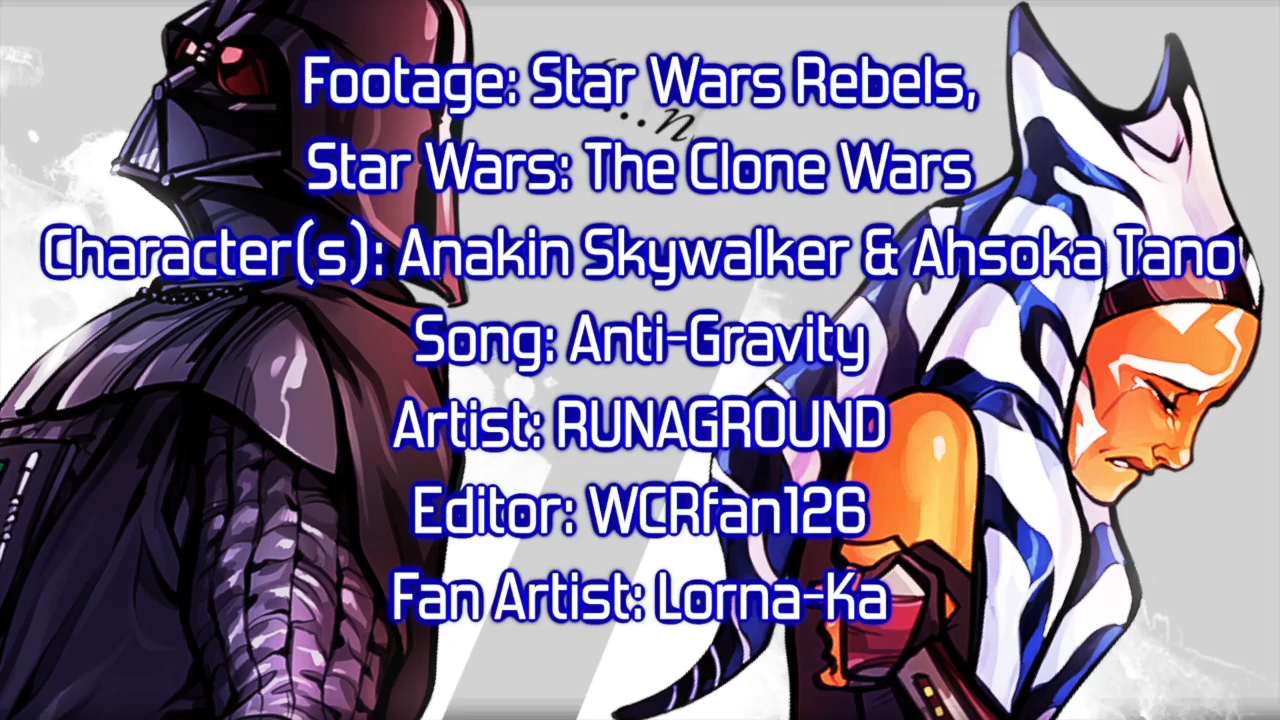 Footage: Star Wars Rebels,
...n
Star Wars: The Clone Wars
Character(s): Anakin Skywalker & Ahsoka Tano
Song: Anti-Gravity
Artist: RUNAGROUND
Editor: WCRfan126
Fan Artist: Lorna-Ka